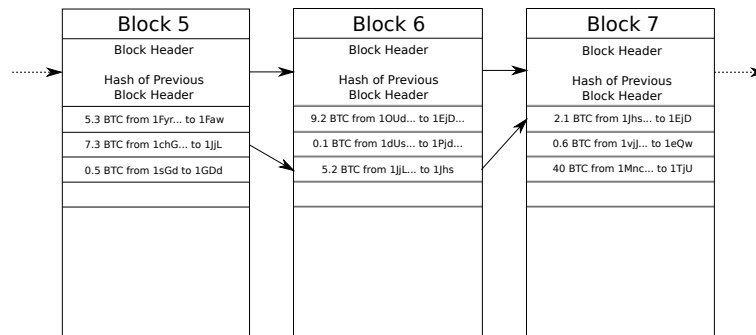 Block 5
Block Header
Hash of Previous
Block Header
5.3 BTC from 1Fyr... to 1Faw
7.3 BTC from 1chG... to 1JjL
0.5 BTC from 1sGd to 1GDd
Block 6
Block Header
Hash of Previous
Block Header
9.2 BTC from 1OUd... to 1EjD...
0.1 BTC from 1dUs... to 1Pjd...
5.2 BTC from 1JjL... to 1Jhs
Block 7
Block Header
Hash of Previous
Block Header
2.1 BTC from 1Jhs... to 1EjD
0.6 BTC from 1vjJ... to 1eQw
40 BTC from 1Mnc... to 1TjU